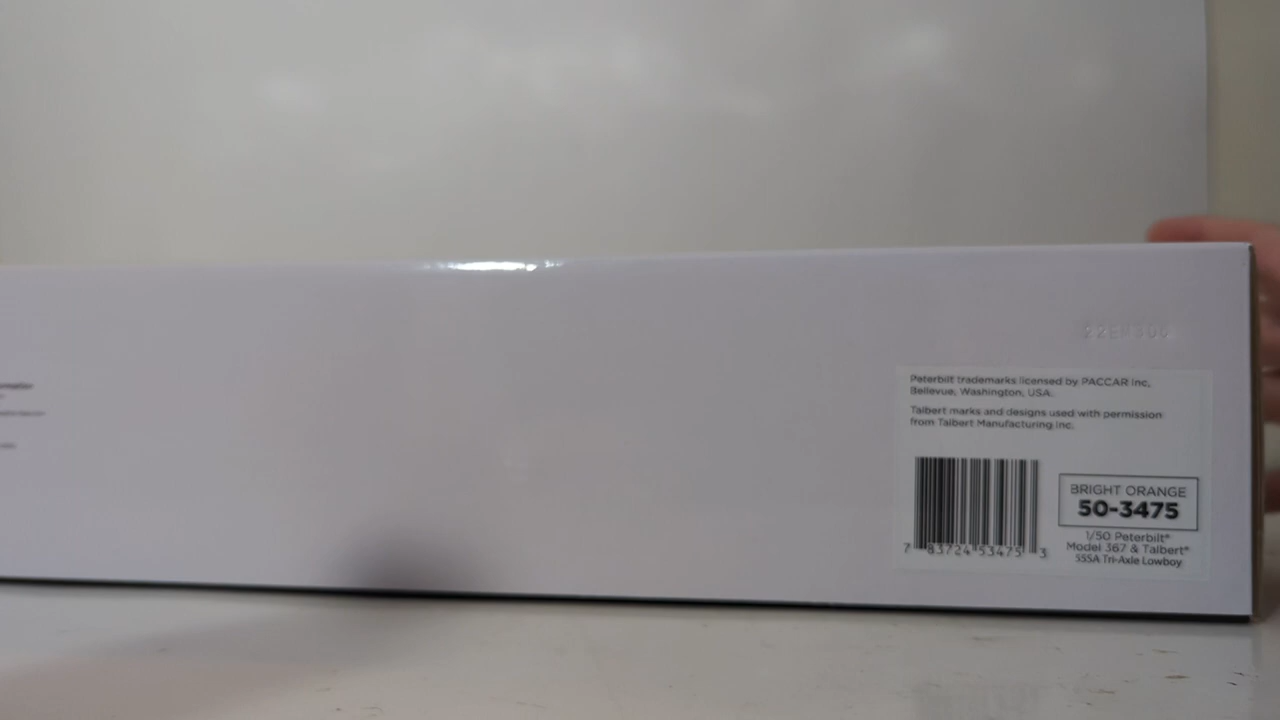 Peterbilt trademarks licensed by PACCAR Inc,
Bellevue, Washington, USA.
Talbert marks and designs used with permission
from Talbert Manufacturing Inc.
BRIGHT ORANGE
50-3475
7 83724 53475 3
1/50 Peterbilt®
Model 367 & Talbert®
55SA Tri-Axle Lowboy